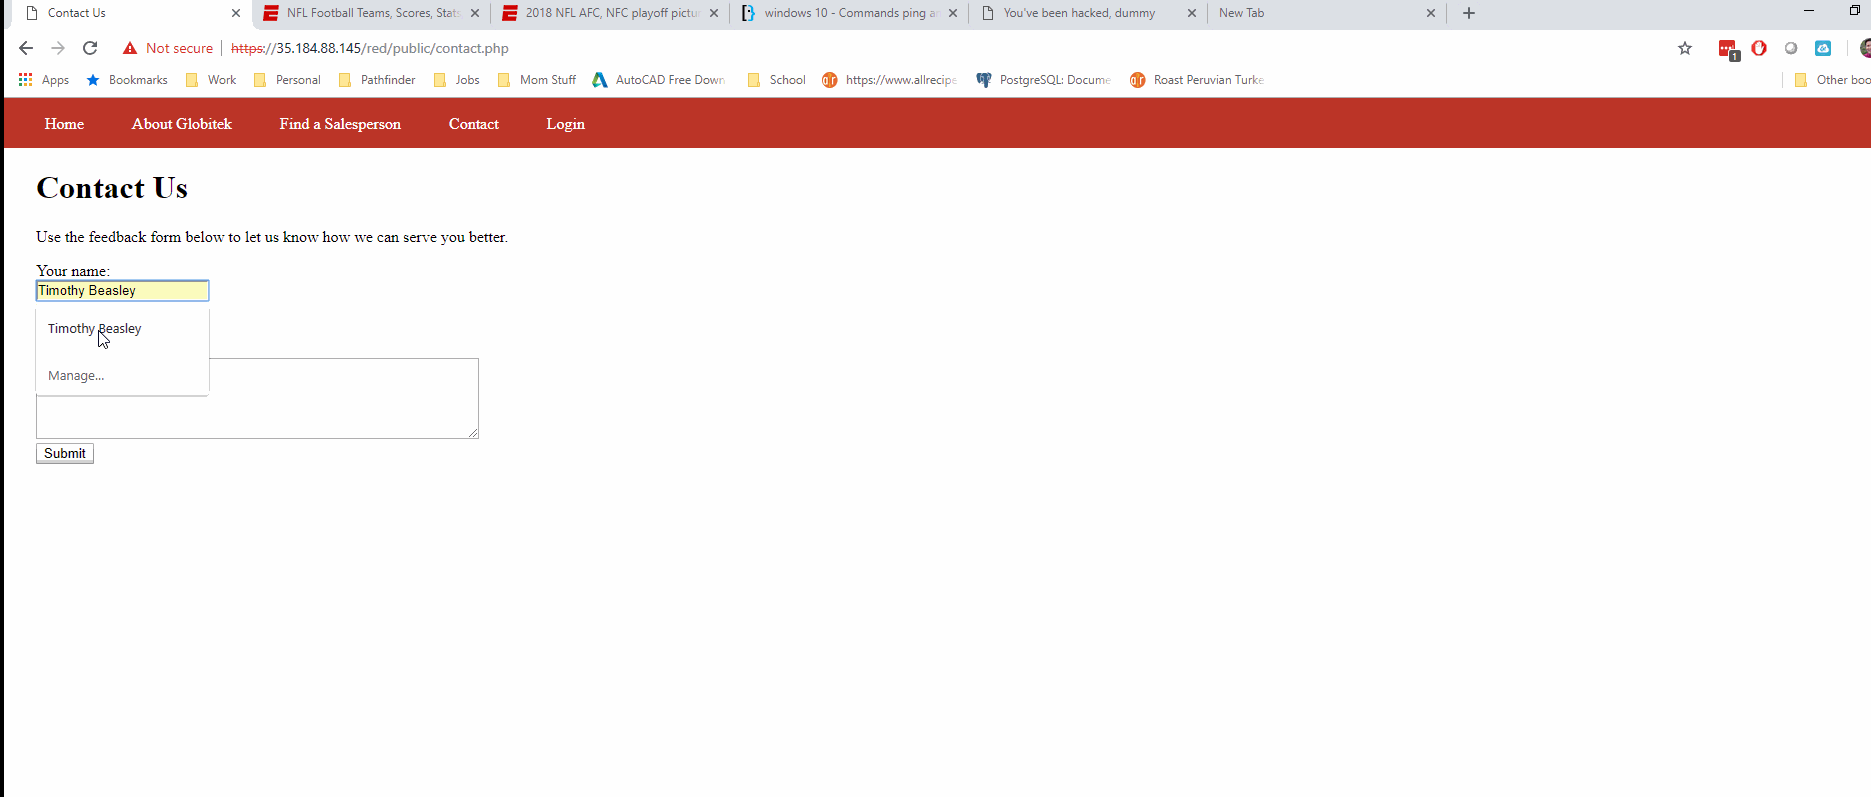 Contact Us
NFL Football Teams, Scores, Stats
2018 NFL AFC, NFC playoff pictu
windows 10 - Commands ping a
You've been hacked, dummy
New Tab
Not secure
https://35.184.88.145/red/public/contact.php
1
Apps
Bookmarks
Work
Personal
Pathfinder
Jobs
Mom Stuff
AutoCAD Free Down
School
https://www.allrecipe
PostgreSQL: Docume
Roast Peruvian Turke
Other boo
Home
About Globitek
Find a Salesperson
Contact
Login
Contact Us
Use the feedback form below to let us know how we can serve you better.
Your name:
Timothy Beasley
Timothy Beasley
Manage...
Submit